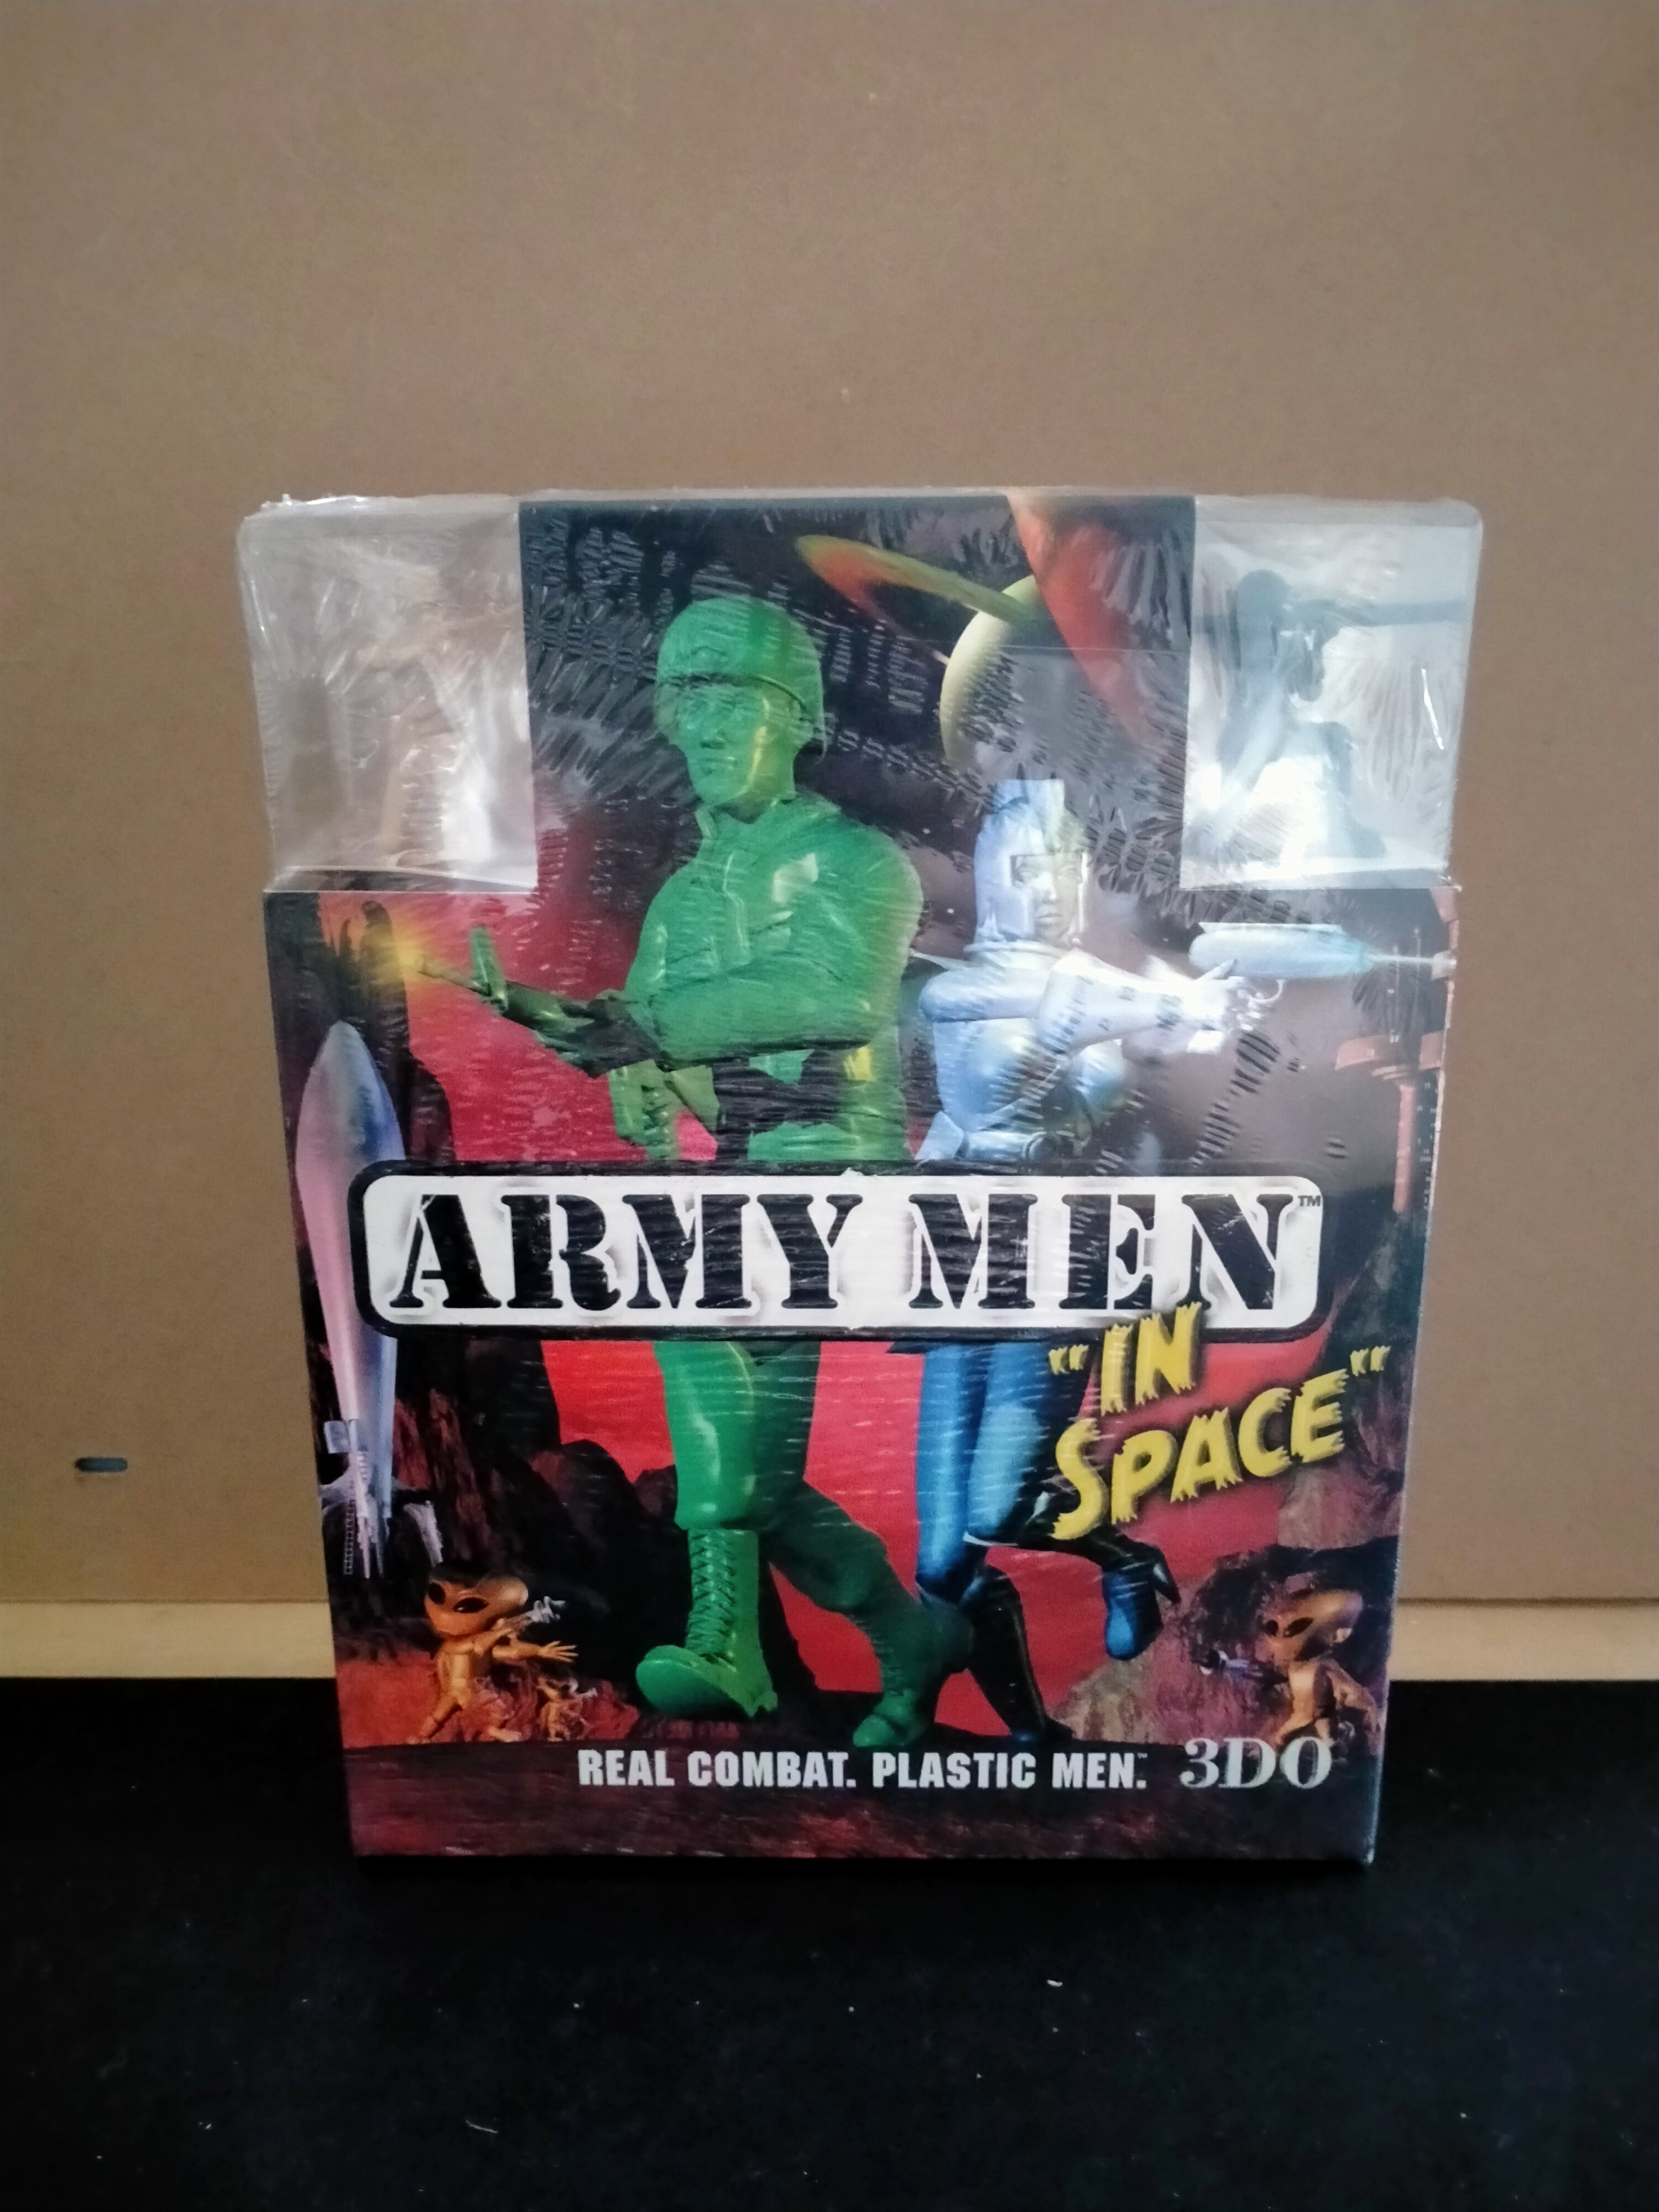 ARMY MEN™
"IN
SPACE"
REAL COMBAT. PLASTIC MEN.™ 3DO